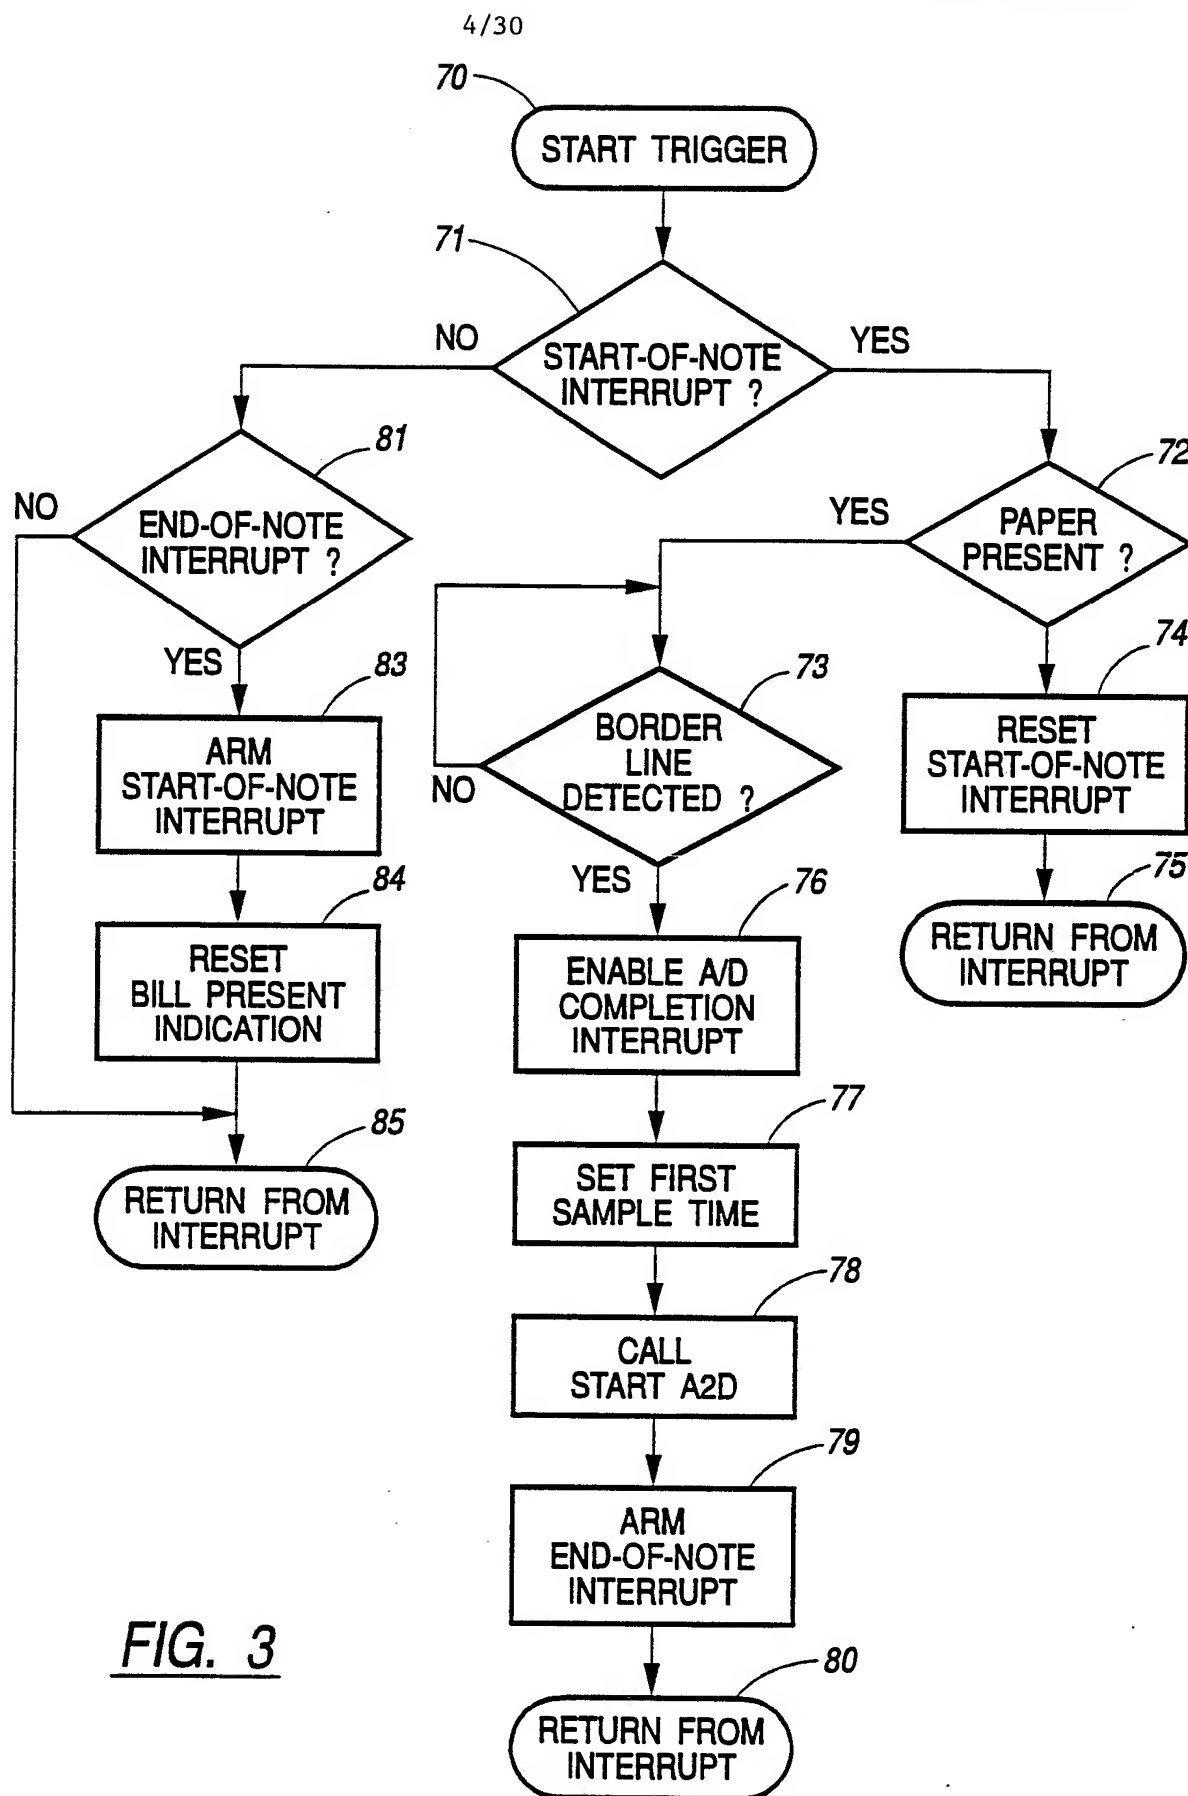 4/30
70
START TRIGGER
71
NO
YES
START-OF-NOTE
INTERRUPT ?
81
72
NO
END-OF-NOTE
INTERRUPT ?
YES
PAPER
PRESENT ?
YES
83
73
74
ARM
START-OF-NOTE
INTERRUPT
BORDER
LINE
DETECTED ?
NO
RESET
START-OF-NOTE
INTERRUPT
84
YES
76
75
RESET
BILL PRESENT
INDICATION
ENABLE A/D
COMPLETION
INTERRUPT
RETURN FROM
INTERRUPT
85
77
RETURN FROM
INTERRUPT
SET FIRST
SAMPLE TIME
78
CALL
START A2D
79
ARM
END-OF-NOTE
INTERRUPT
80
RETURN FROM
INTERRUPT
FIG. 3